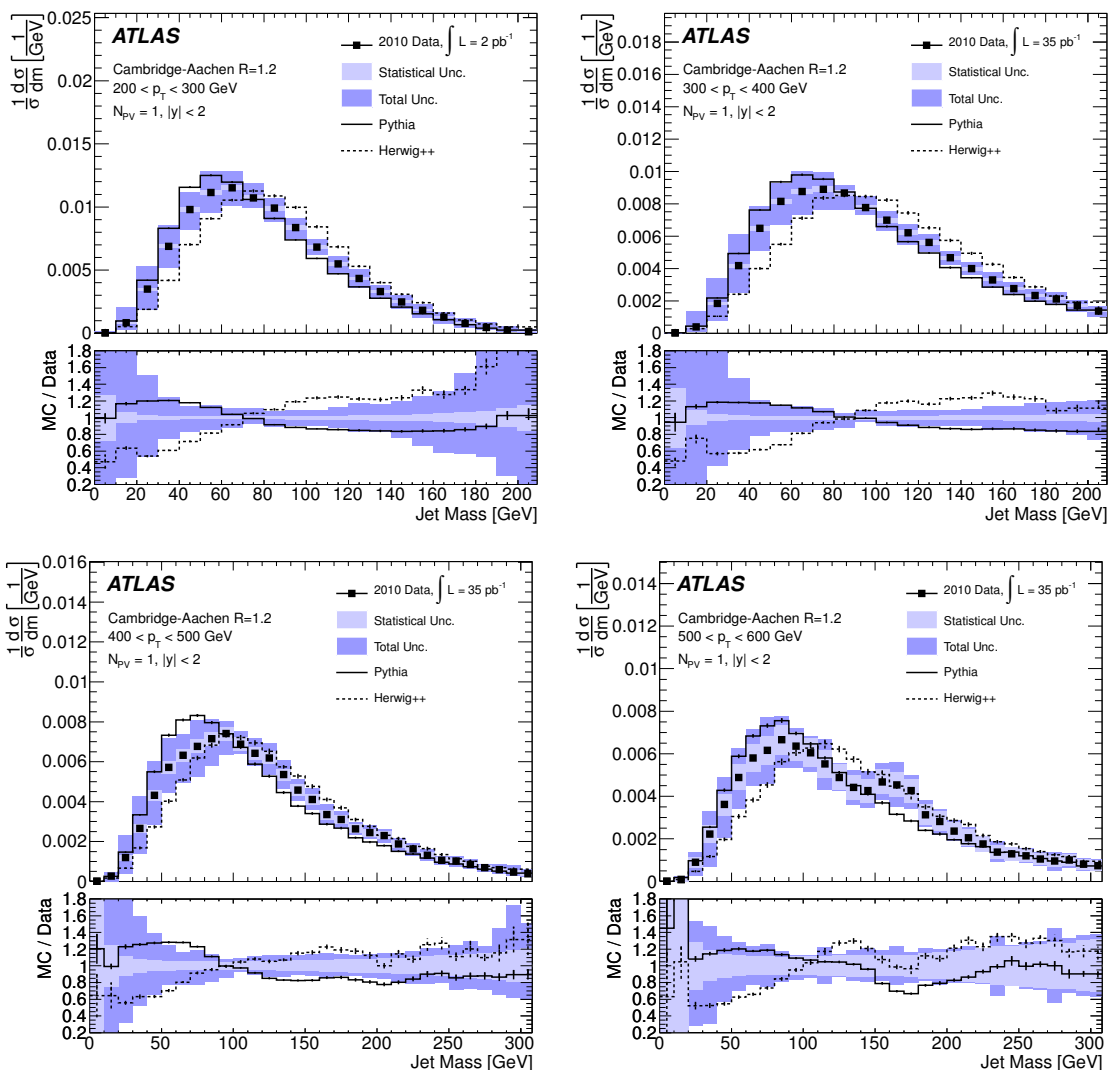 ATLAS
2010 Data, ∫ L = 2 pb⁻¹
Cambridge-Aachen R=1.2
200 < p_T < 300 GeV
N_PV = 1, |y| < 2
Statistical Unc.
Total Unc.
Pythia
Herwig++
1/σ dσ/dm [1/GeV]
0.025
0.02
0.015
0.01
0.005
0
MC / Data
1.8
1.6
1.4
1.2
1
0.8
0.6
0.4
0.2
0 20 40 60 80 100 120 140 160 180 200
Jet Mass [GeV]
ATLAS
2010 Data, ∫ L = 35 pb⁻¹
Cambridge-Aachen R=1.2
300 < p_T < 400 GeV
N_PV = 1, |y| < 2
Statistical Unc.
Total Unc.
Pythia
Herwig++
1/σ dσ/dm [1/GeV]
0.018
0.016
0.014
0.012
0.01
0.008
0.006
0.004
0.002
0
MC / Data
1.8
1.6
1.4
1.2
1
0.8
0.6
0.4
0.2
0 20 40 60 80 100 120 140 160 180 200
Jet Mass [GeV]
ATLAS
2010 Data, ∫ L = 35 pb⁻¹
Cambridge-Aachen R=1.2
400 < p_T < 500 GeV
N_PV = 1, |y| < 2
Statistical Unc.
Total Unc.
Pythia
Herwig++
1/σ dσ/dm [1/GeV]
0.016
0.014
0.012
0.01
0.008
0.006
0.004
0.002
0
MC / Data
1.8
1.6
1.4
1.2
1
0.8
0.6
0.4
0.2
0 50 100 150 200 250 300
Jet Mass [GeV]
ATLAS
2010 Data, ∫ L = 35 pb⁻¹
Cambridge-Aachen R=1.2
500 < p_T < 600 GeV
N_PV = 1, |y| < 2
Statistical Unc.
Total Unc.
Pythia
Herwig++
1/σ dσ/dm [1/GeV]
0.014
0.012
0.01
0.008
0.006
0.004
0.002
0
MC / Data
1.8
1.6
1.4
1.2
1
0.8
0.6
0.4
0.2
0 50 100 150 200 250 300
Jet Mass [GeV]